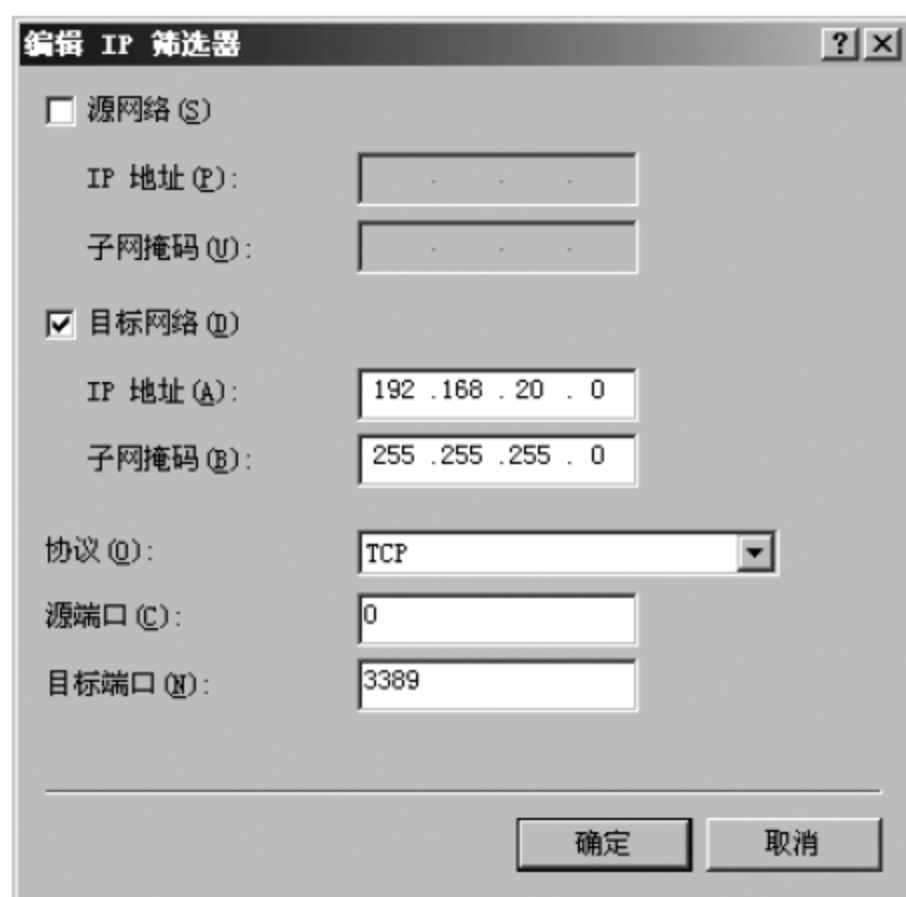 编辑 IP 筛选器
源网络(S)
IP 地址(P):
子网掩码(U):
目标网络(D)
IP 地址(A): 192 .168 .20 .0
子网掩码(B): 255 .255 .255 .0
协议(O): TCP
源端口(C): 0
目标端口(N): 3389
确定 取消